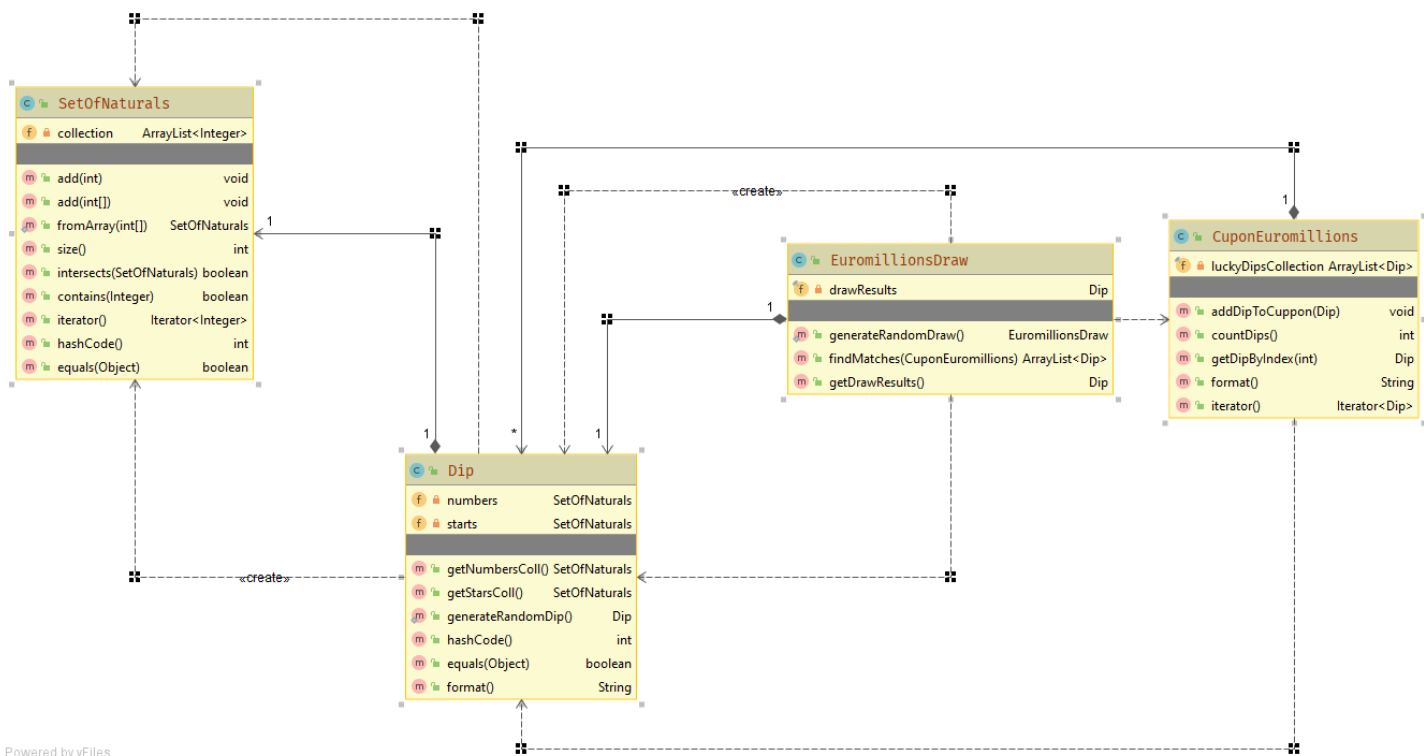 SetOfNaturals
collection ArrayList<Integer>
add(int) void
add(int[]) void
fromArray(int[]) SetOfNaturals
size() int
intersects(SetOfNaturals) boolean
contains(Integer) boolean
iterator() Iterator<Integer>
hashCode() int
equals(Object) boolean
1
1
«create»
«create»
*
1
1
1
EuromillionsDraw
drawResults Dip
generateRandomDraw() EuromillionsDraw
findMatches(CuponEuromillions) ArrayList<Dip>
getDrawResults() Dip
CuponEuromillions
luckyDipsCollection ArrayList<Dip>
addDipToCuppon(Dip) void
countDips() int
getDipByIndex(int) Dip
format() String
iterator() Iterator<Dip>
Dip
numbers SetOfNaturals
starts SetOfNaturals
getNumbersColl() SetOfNaturals
getStarsColl() SetOfNaturals
generateRandomDip() Dip
hashCode() int
equals(Object) boolean
format() String
Powered by yFiles